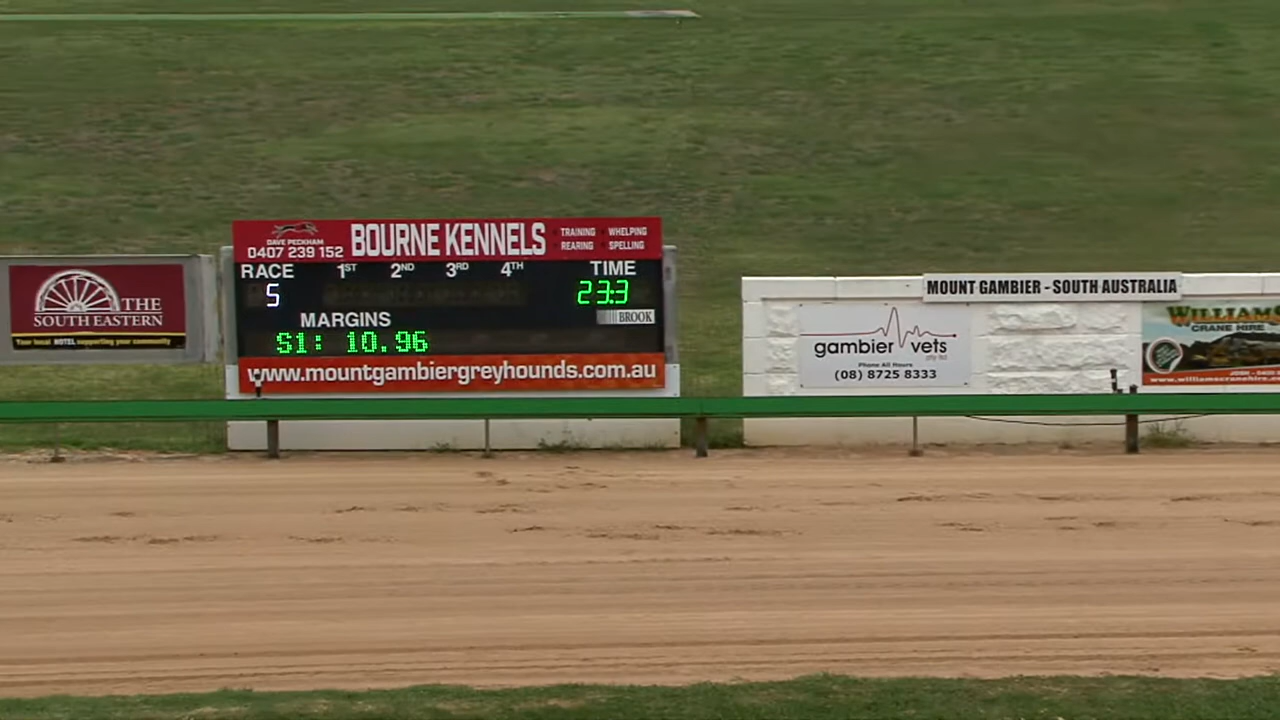 DAVE PECKHAM
0407 239 152
BOURNE KENNELS
TRAINING WHELPING
REARING SPELLING
RACE 1ST 2ND 3RD 4TH TIME
5 23:3
MARGINS
BROOK
S1: 10.96
www.mountgambiergreyhounds.com.au
THE
SOUTH EASTERN
Your local HOTEL supporting your community
MOUNT GAMBIER - SOUTH AUSTRALIA
gambier vets
pty ltd
Phone All Hours
(08) 8725 8333
WILLIAMS
CRANE HIRE